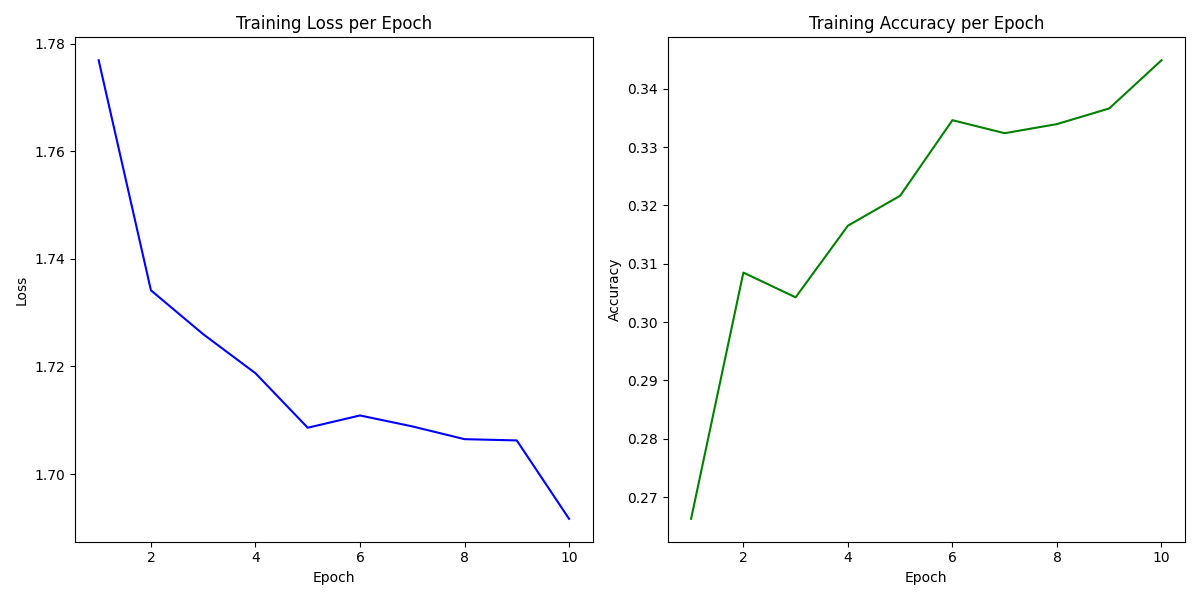 Training Loss per Epoch
1.78
1.76
1.74
1.72
1.70
Loss
2 4 6 8 10
Epoch
Training Accuracy per Epoch
0.34
0.33
0.32
0.31
0.30
0.29
0.28
0.27
Accuracy
2 4 6 8 10
Epoch